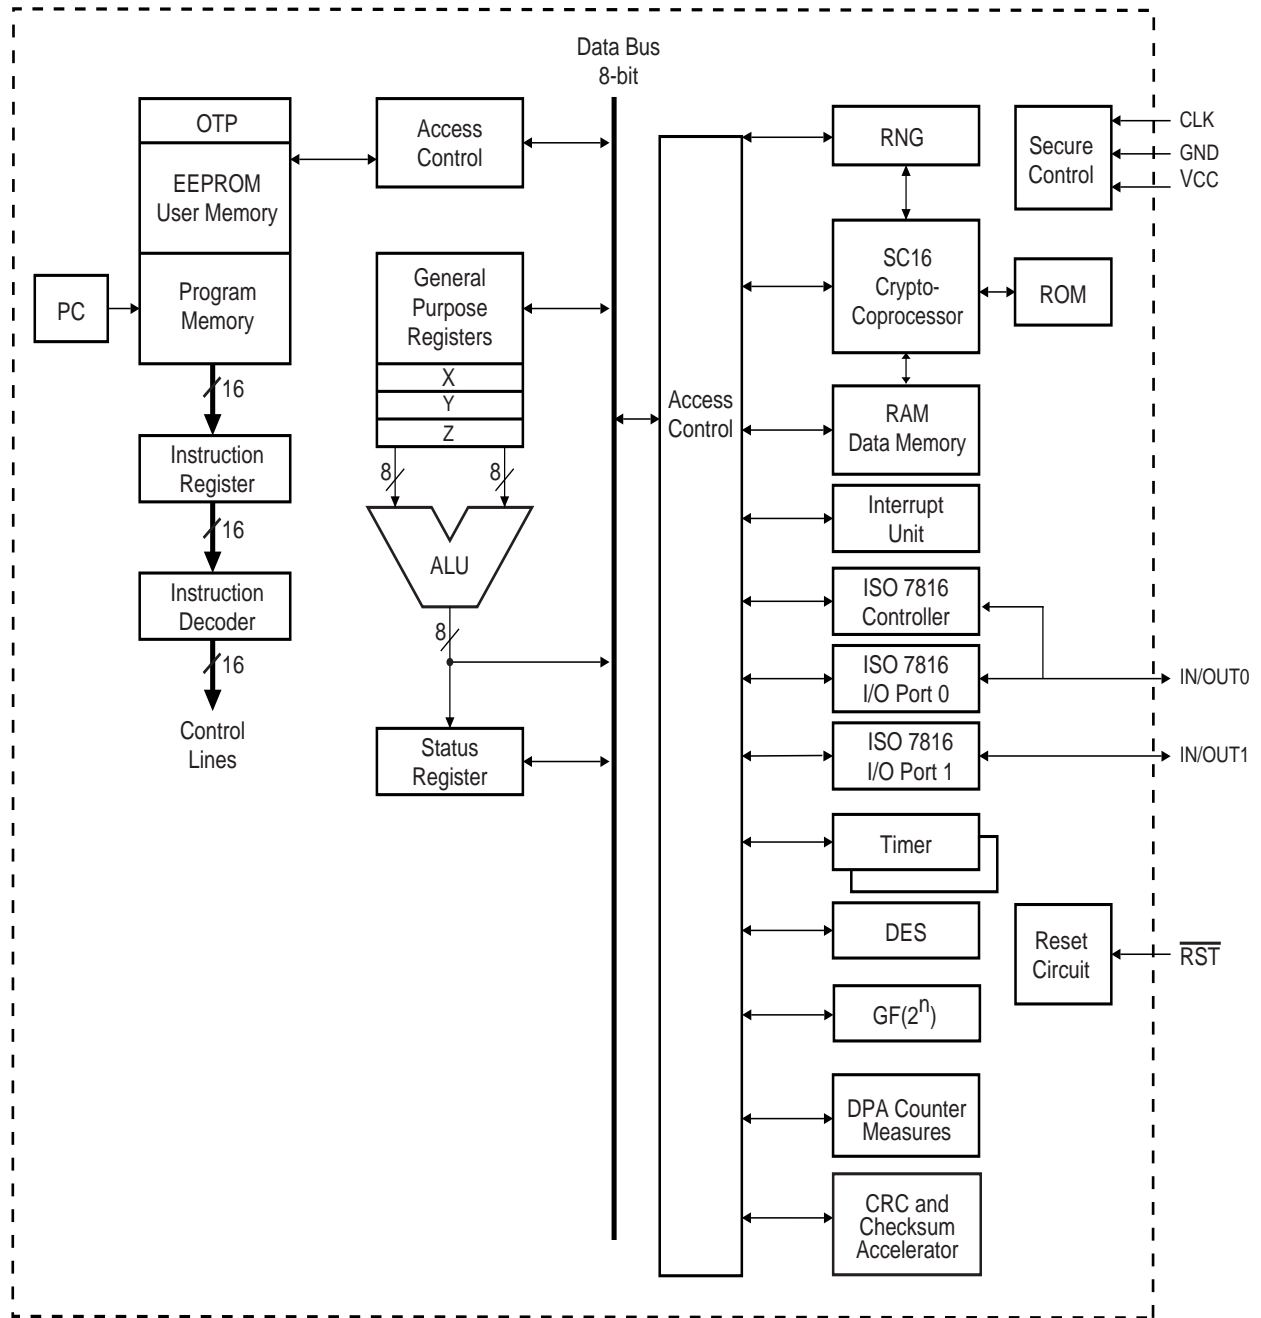 Data Bus
8-bit
OTP
EEPROM
User Memory
Program
Memory
PC
16
Instruction
Register
16
Instruction
Decoder
16
Control
Lines
Access
Control
General
Purpose
Registers
X
Y
Z
8
8
ALU
8
Status
Register
Access
Control
RNG
SC16
Crypto-
Coprocessor
ROM
RAM
Data Memory
Interrupt
Unit
ISO 7816
Controller
ISO 7816
I/O Port 0
ISO 7816
I/O Port 1
Timer
DES
GF(2ⁿ)
DPA Counter
Measures
CRC and
Checksum
Accelerator
Secure
Control
CLK
GND
VCC
IN/OUT0
IN/OUT1
Reset
Circuit
R̅S̅T̅